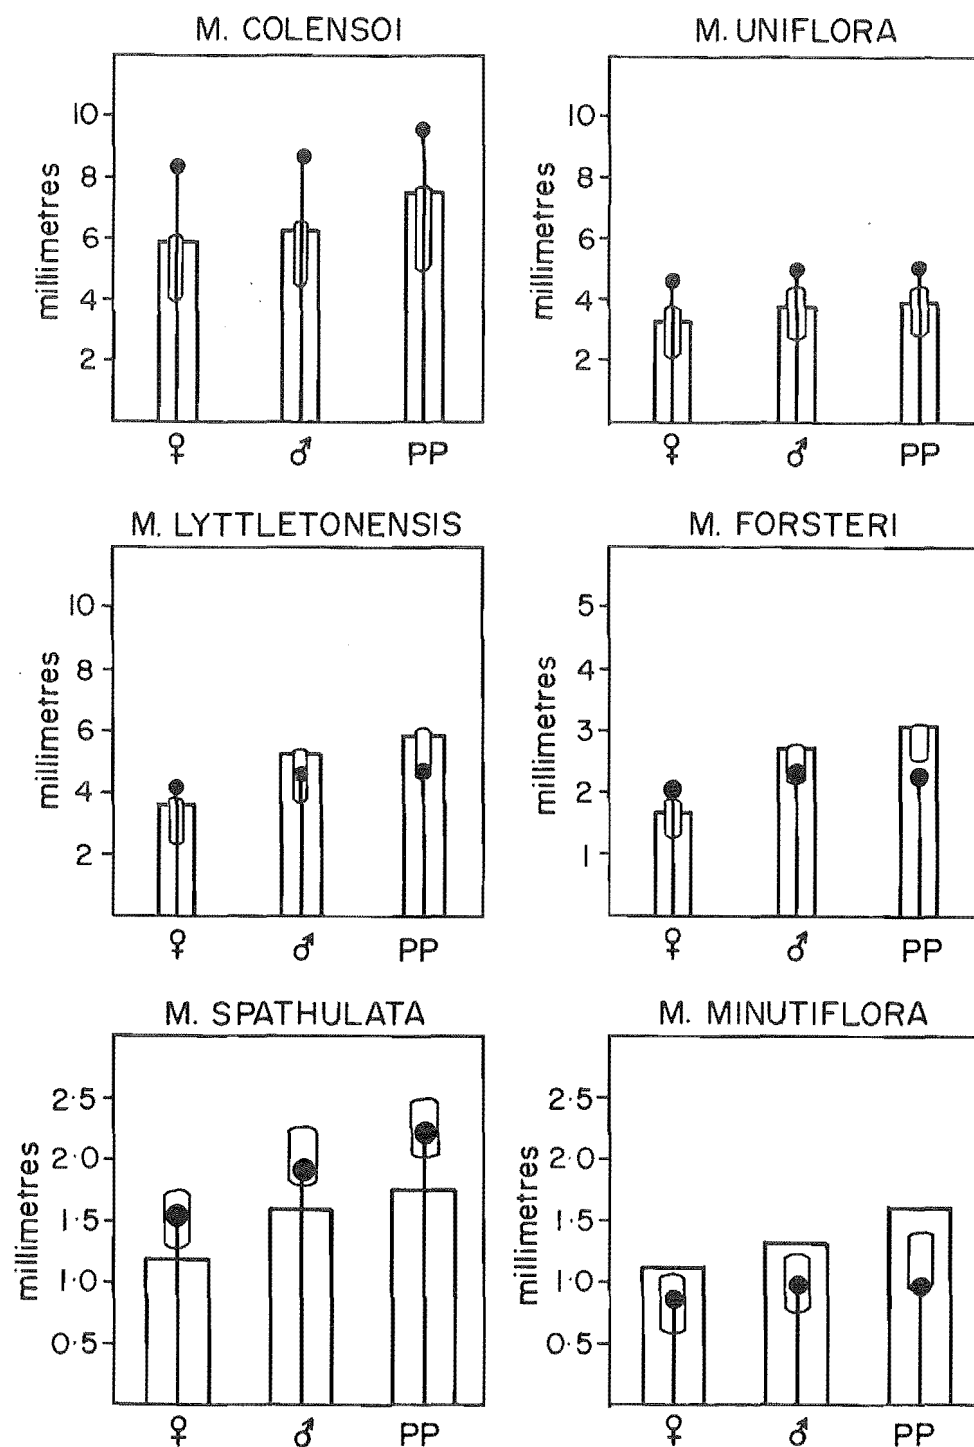 M. COLENSOI
millimetres
10
8
6
4
2
♀ ♂ PP
M. UNIFLORA
millimetres
10
8
6
4
2
♀ ♂ PP
M. LYTTLETONENSIS
millimetres
10
8
6
4
2
♀ ♂ PP
M. FORSTERI
millimetres
5
4
3
2
1
♀ ♂ PP
M. SPATHULATA
millimetres
2·5
2·0
1·5
1·0
0·5
♀ ♂ PP
M. MINUTIFLORA
millimetres
2·5
2·0
1·5
1·0
0·5
♀ ♂ PP